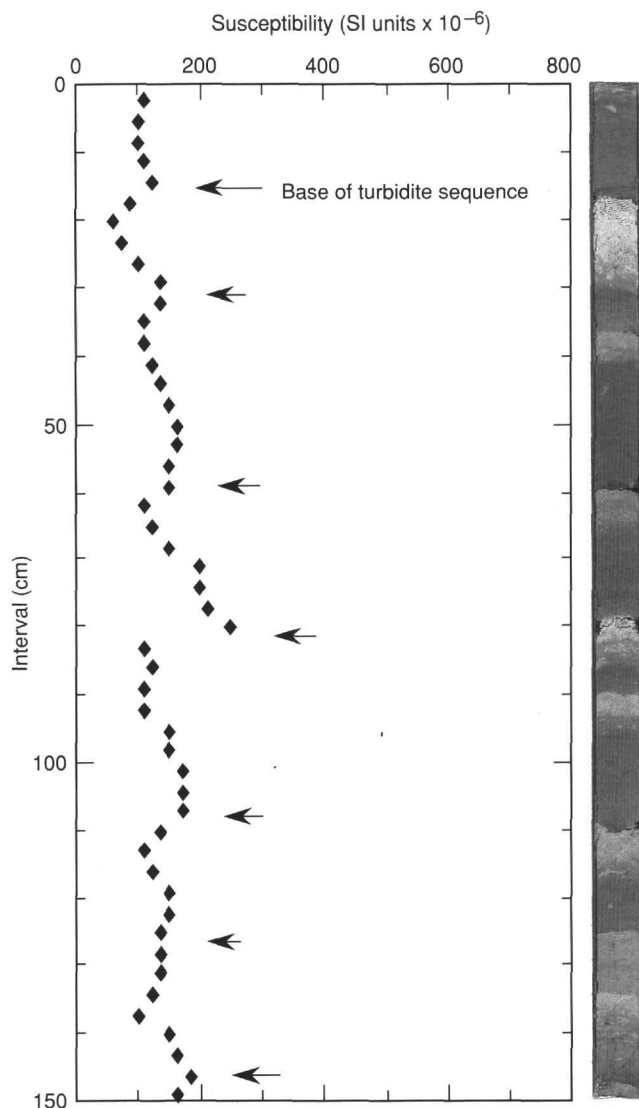 Susceptibility (SI units x 10⁻⁶)
0 200 400 600 800
0
Base of turbidite sequence
50
Interval (cm)
100
150